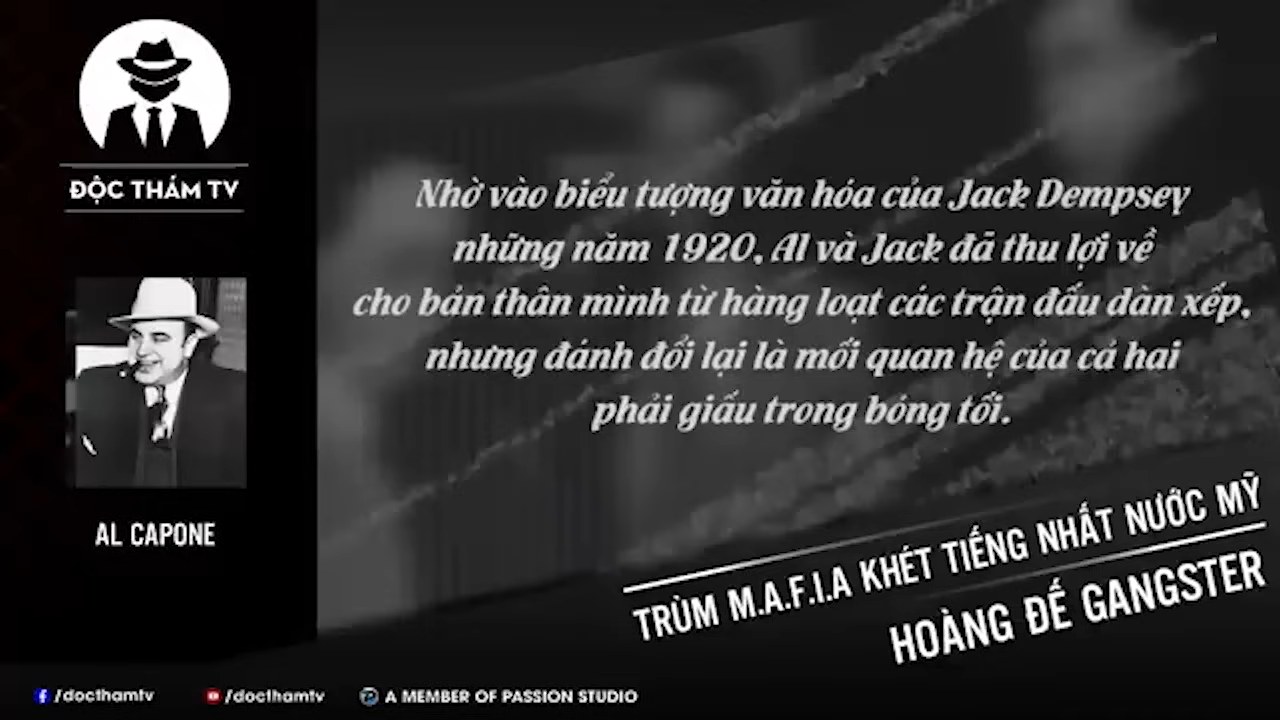 ĐỘC THÁM TV
AL CAPONE
Nhờ vào biểu tượng văn hóa của Jack Dempsey
những năm 1920, Al và Jack đã thu lợi về
cho bản thân mình từ hàng loạt các trận đấu dàn xếp,
nhưng đánh đổi lại là mối quan hệ của cả hai
phải giấu trong bóng tối.
TRÙM M.A.F.I.A KHÉT TIẾNG NHẤT NƯỚC MỸ
HOÀNG ĐẾ GANGSTER
/docthamtv
/docthamtv
A MEMBER OF PASSION STUDIO